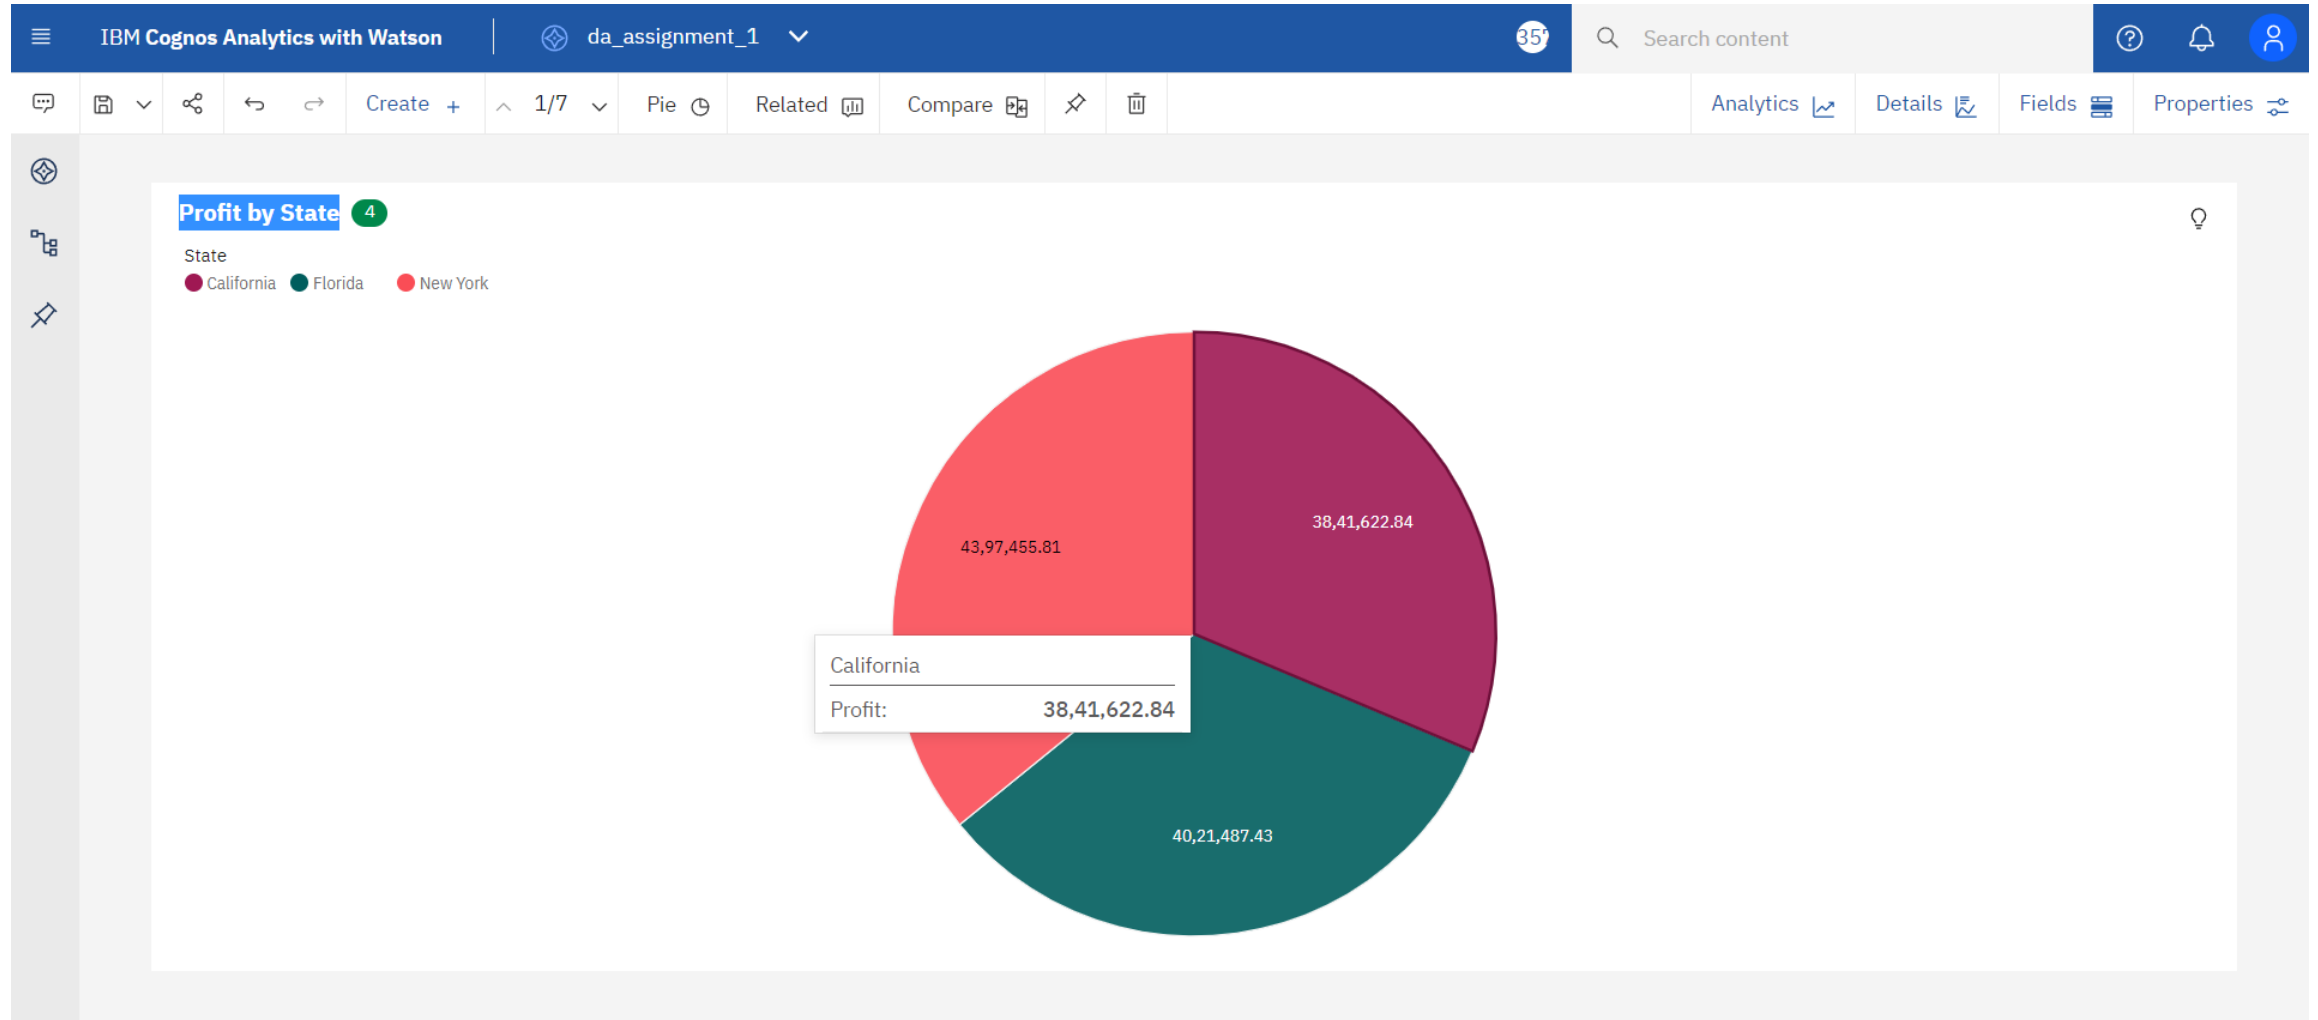 IBM Cognos Analytics with Watson
da_assignment_1
357
Search content
Create +
1/7
Pie
Related
Compare
Analytics
Details
Fields
Properties
Profit by State
4
State
California
Florida
New York
38,41,622.84
43,97,455.81
California
Profit: 38,41,622.84
40,21,487.43